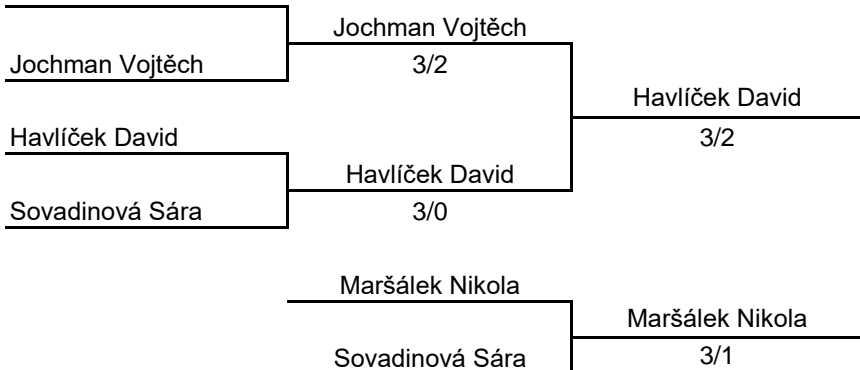 Jochman Vojtěch
Jochman Vojtěch
3/2
Havlíček David
Havlíček David
3/2
Havlíček David
Sovadinová Sára
3/0
Maršálek Nikola
Maršálek Nikola
Sovadinová Sára
3/1